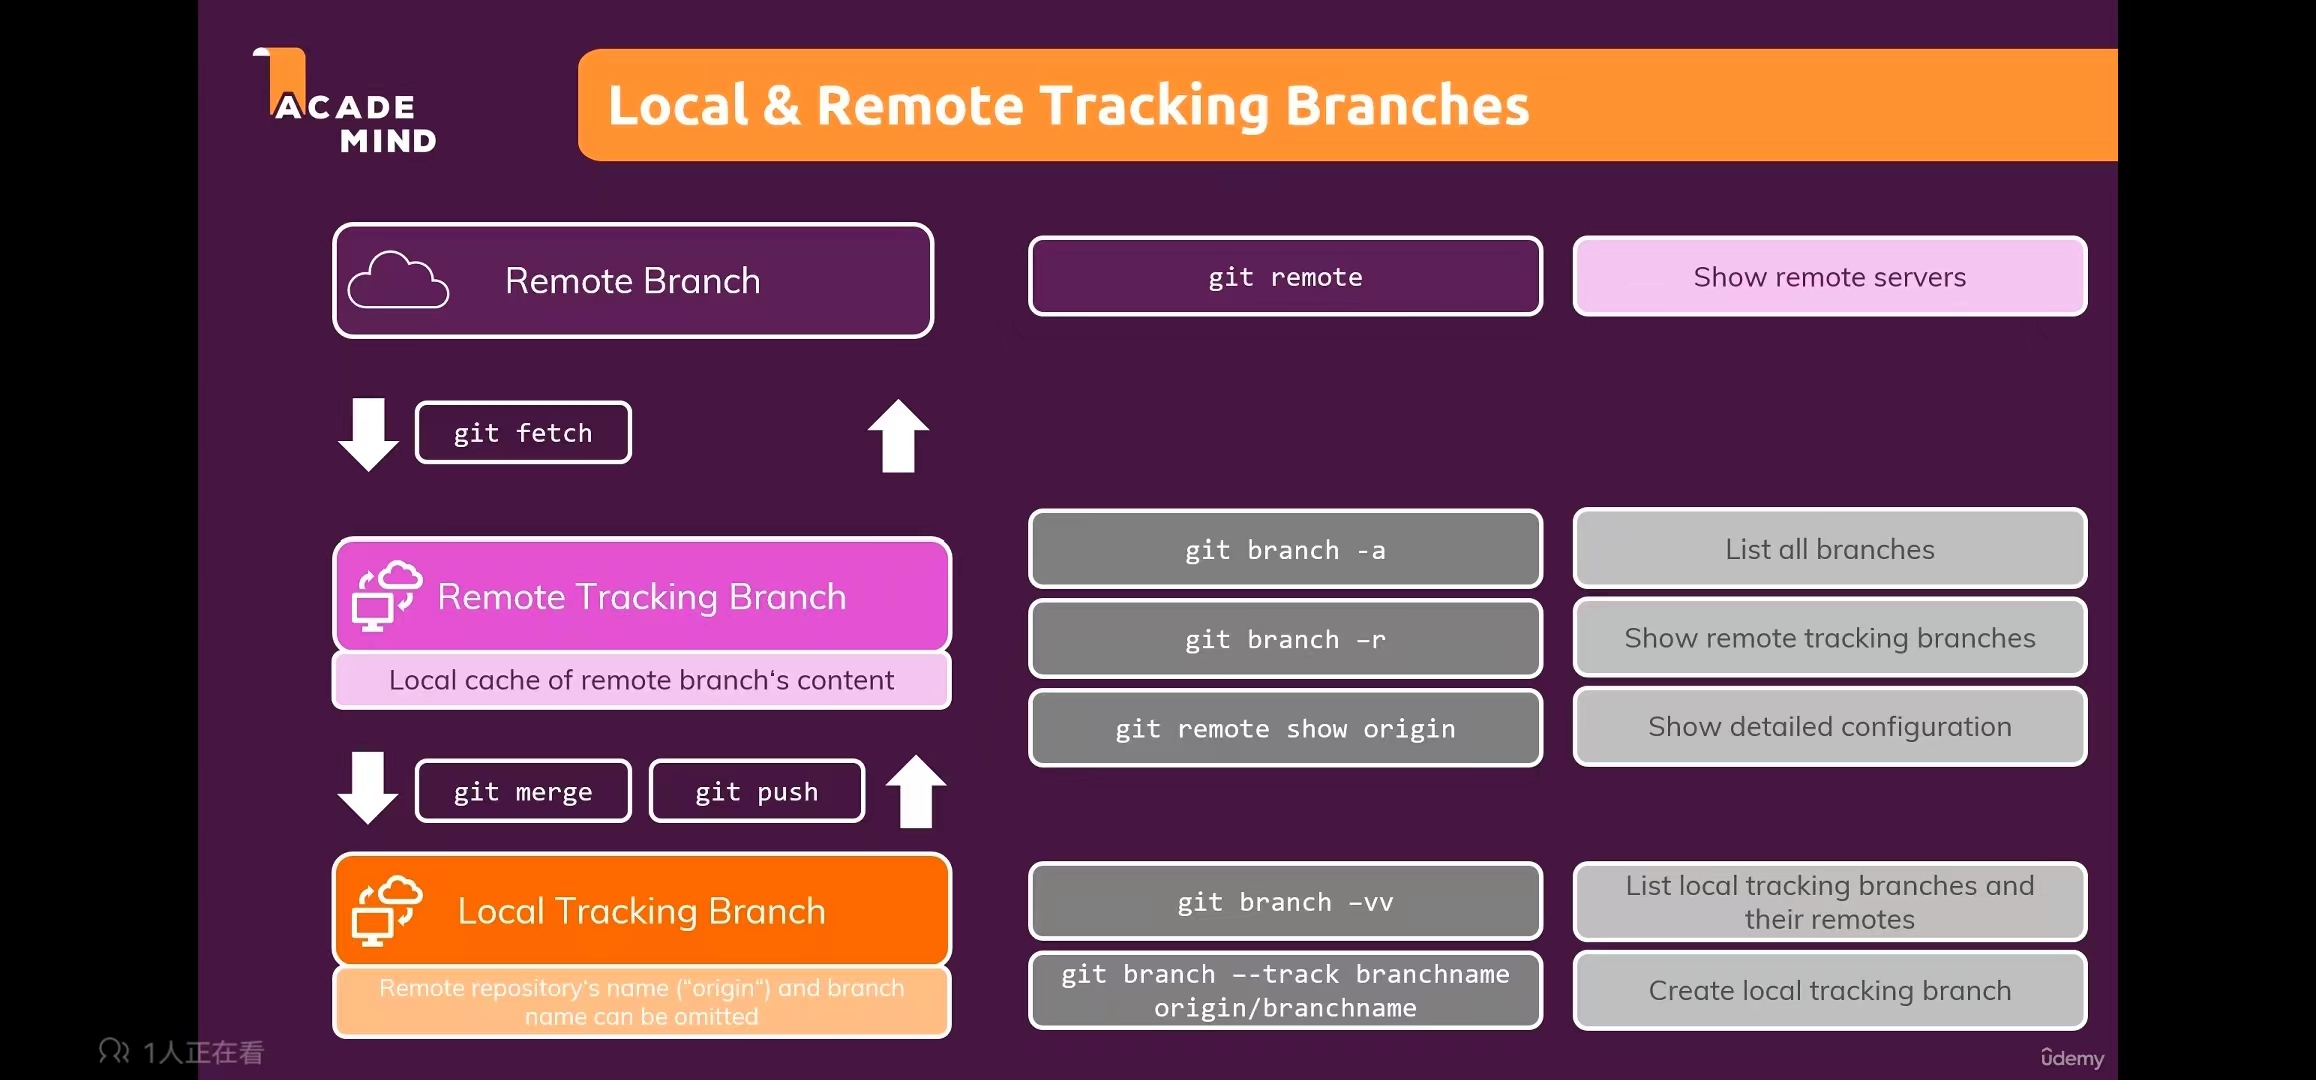 ACADE
MIND
Local & Remote Tracking Branches
Remote Branch
git remote
Show remote servers
git fetch
Remote Tracking Branch
Local cache of remote branch‘s content
git branch -a
List all branches
git branch –r
Show remote tracking branches
git remote show origin
Show detailed configuration
git merge
git push
Local Tracking Branch
Remote repository‘s name (“origin“) and branch
name can be omitted
git branch –vv
List local tracking branches and
their remotes
git branch –-track branchname
origin/branchname
Create local tracking branch
1人正在看
ûdemy